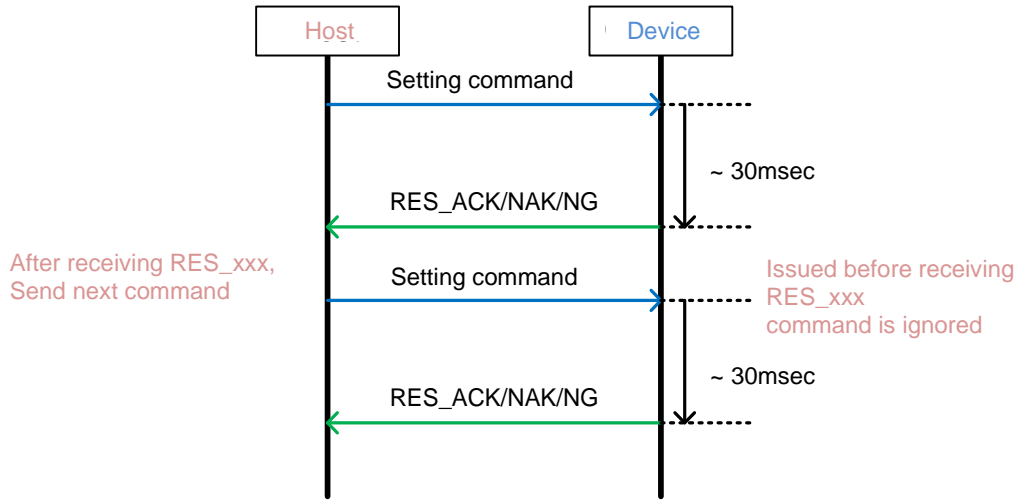 Host
Device
Setting command
~ 30msec
RES_ACK/NAK/NG
After receiving RES_xxx,
Send next command
Setting command
Issued before receiving
RES_xxx
command is ignored
~ 30msec
RES_ACK/NAK/NG